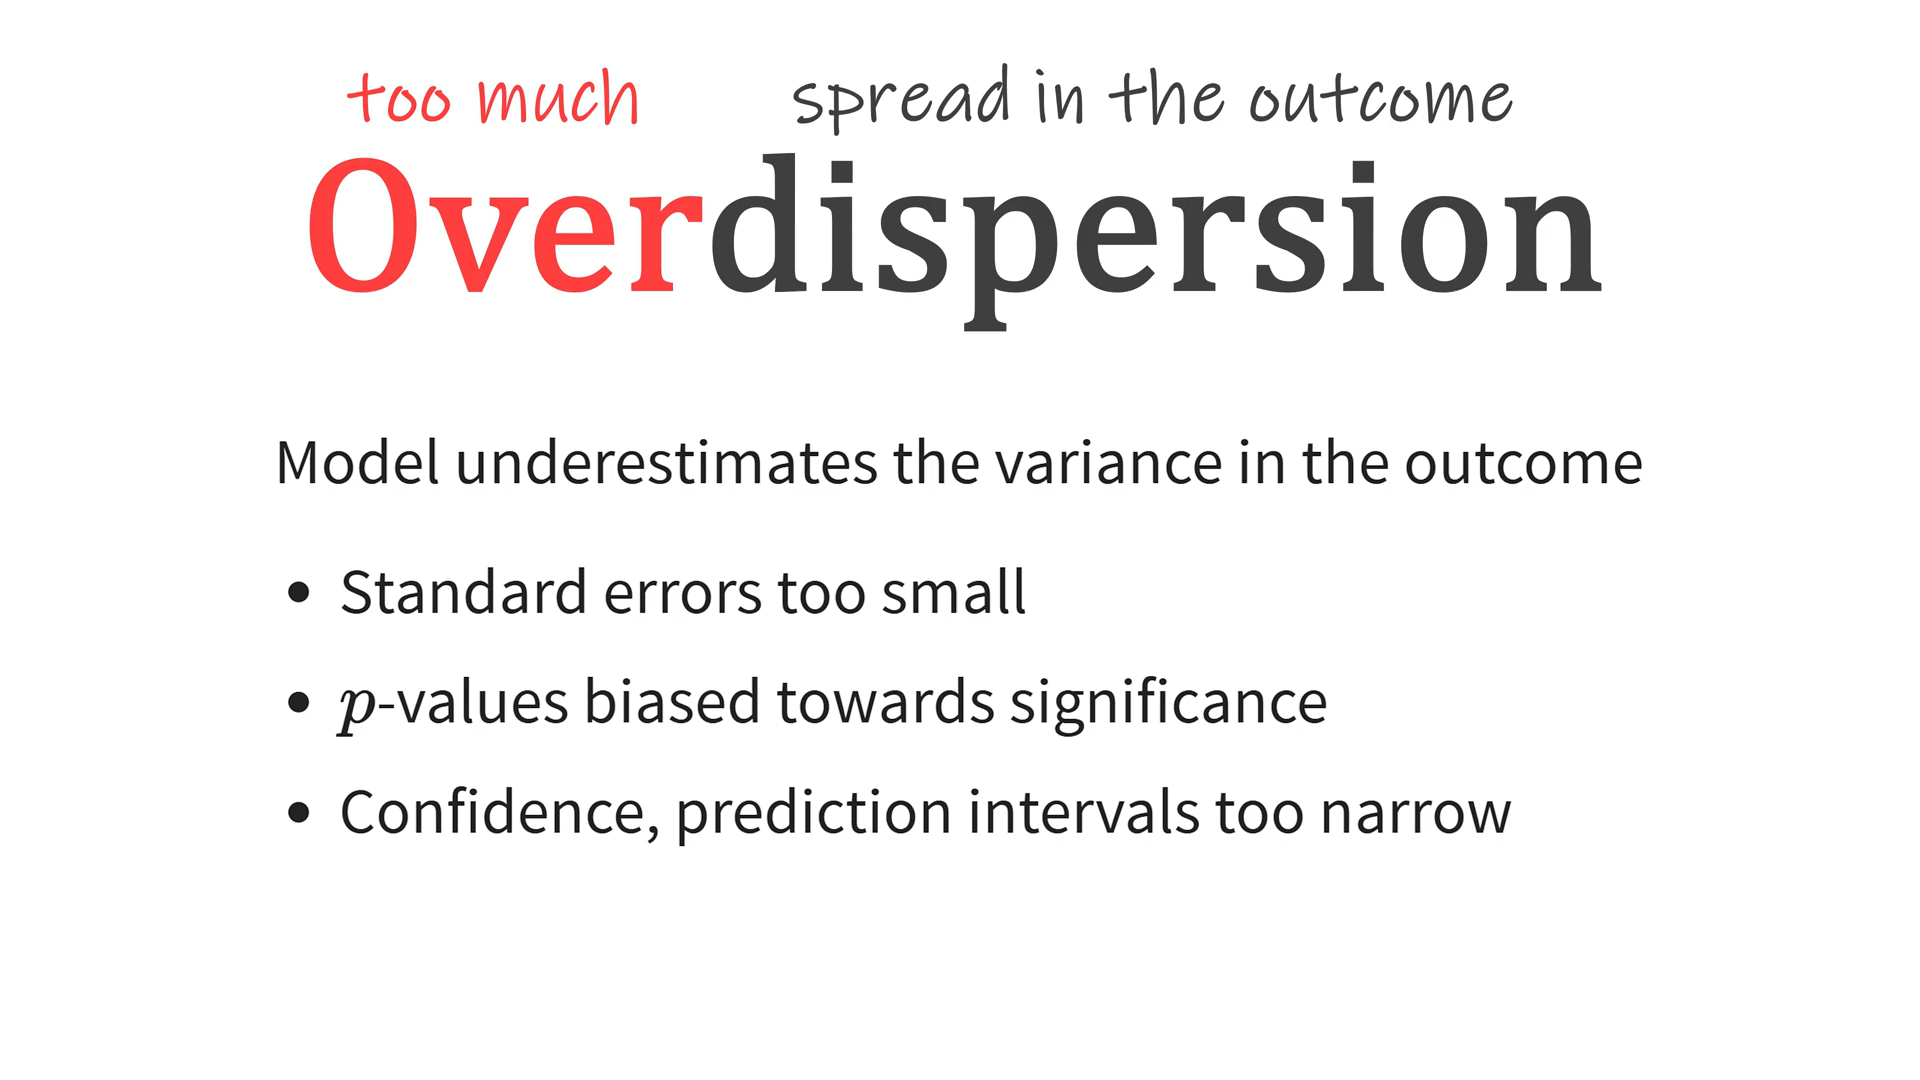 too much spread in the outcome
Overdispersion
Model underestimates the variance in the outcome
• Standard errors too small
• p-values biased towards significance
• Confidence, prediction intervals too narrow